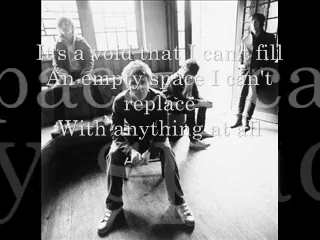 It's a void that I can't fill
An empty space I can't
replace
With anything at all